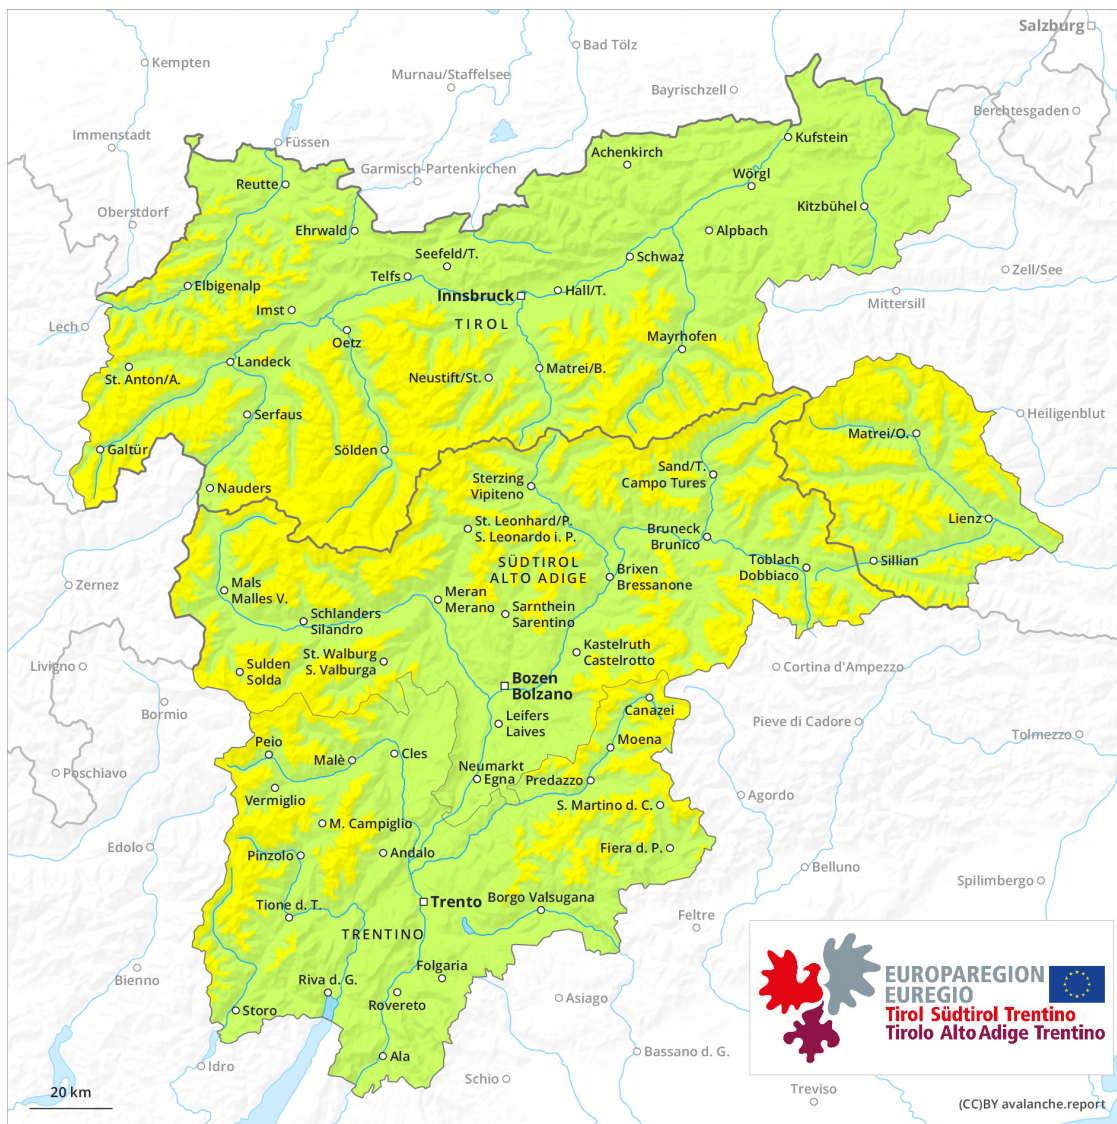 Salzburg
Bad Tölz
Kempten
Murnau/Staffelsee
Bayrischzell
Berchtesgaden
Immenstadt
Füssen
Kufstein
Achenkirch
Garmisch-Partenkirchen
Wörgl
Reutte
Kitzbühel
Oberstdorf
Ehrwald
Alpbach
Seefeld/T.
Schwaz
Zell/See
Telfs
Elbigenalp
Hall/T.
Innsbruck
Mittersill
Imst
TIROL
Lech
Oetz
Mayrhofen
Landeck
St. Anton/A.
Matrei/B.
Neustift/St.
Serfaus
Heiligenblut
Matrei/O.
Galtür
Sölden
Sand/T.
Campo Tures
Sterzing
Vipiteno
Nauders
Lienz
St. Leonhard/P.
S. Leonardo i. P.
Bruneck
Brunico
SÜDTIROL
ALTO ADIGE
Toblach
Dobbiaco
Sillian
Brixen
Bressanone
Zernez
Mals
Malles V.
Meran
Merano
Sarnthein
Sarentino
Schlanders
Silandro
Kastelruth
Castelrotto
St. Walburg
S. Valburga
Livigno
Sulden
Solda
Cortina d'Ampezzo
Bozen
Bolzano
Canazei
Bormio
Leifers
Laives
Pieve di Cadore
Tolmezzo
Moena
Peio
Cles
Malè
Poschiavo
Neumarkt
Egna
Predazzo
Vermiglio
Agordo
S. Martino d. C.
M. Campiglio
Edolo
Fiera d. P.
Pinzolo
Andalo
Belluno
Spilimbergo
Trento
Borgo Valsugana
Tione d. T.
Feltre
TRENTINO
Folgaria
Bienno
Riva d. G.
EUROPAREGION
EUREGIO
Tirol Südtirol Trentino
Tirolo Alto Adige Trentino
Asiago
Rovereto
Storo
Ala
Bassano d. G.
Idro
Schio
Treviso
20 km
(CC)BY avalanche.report